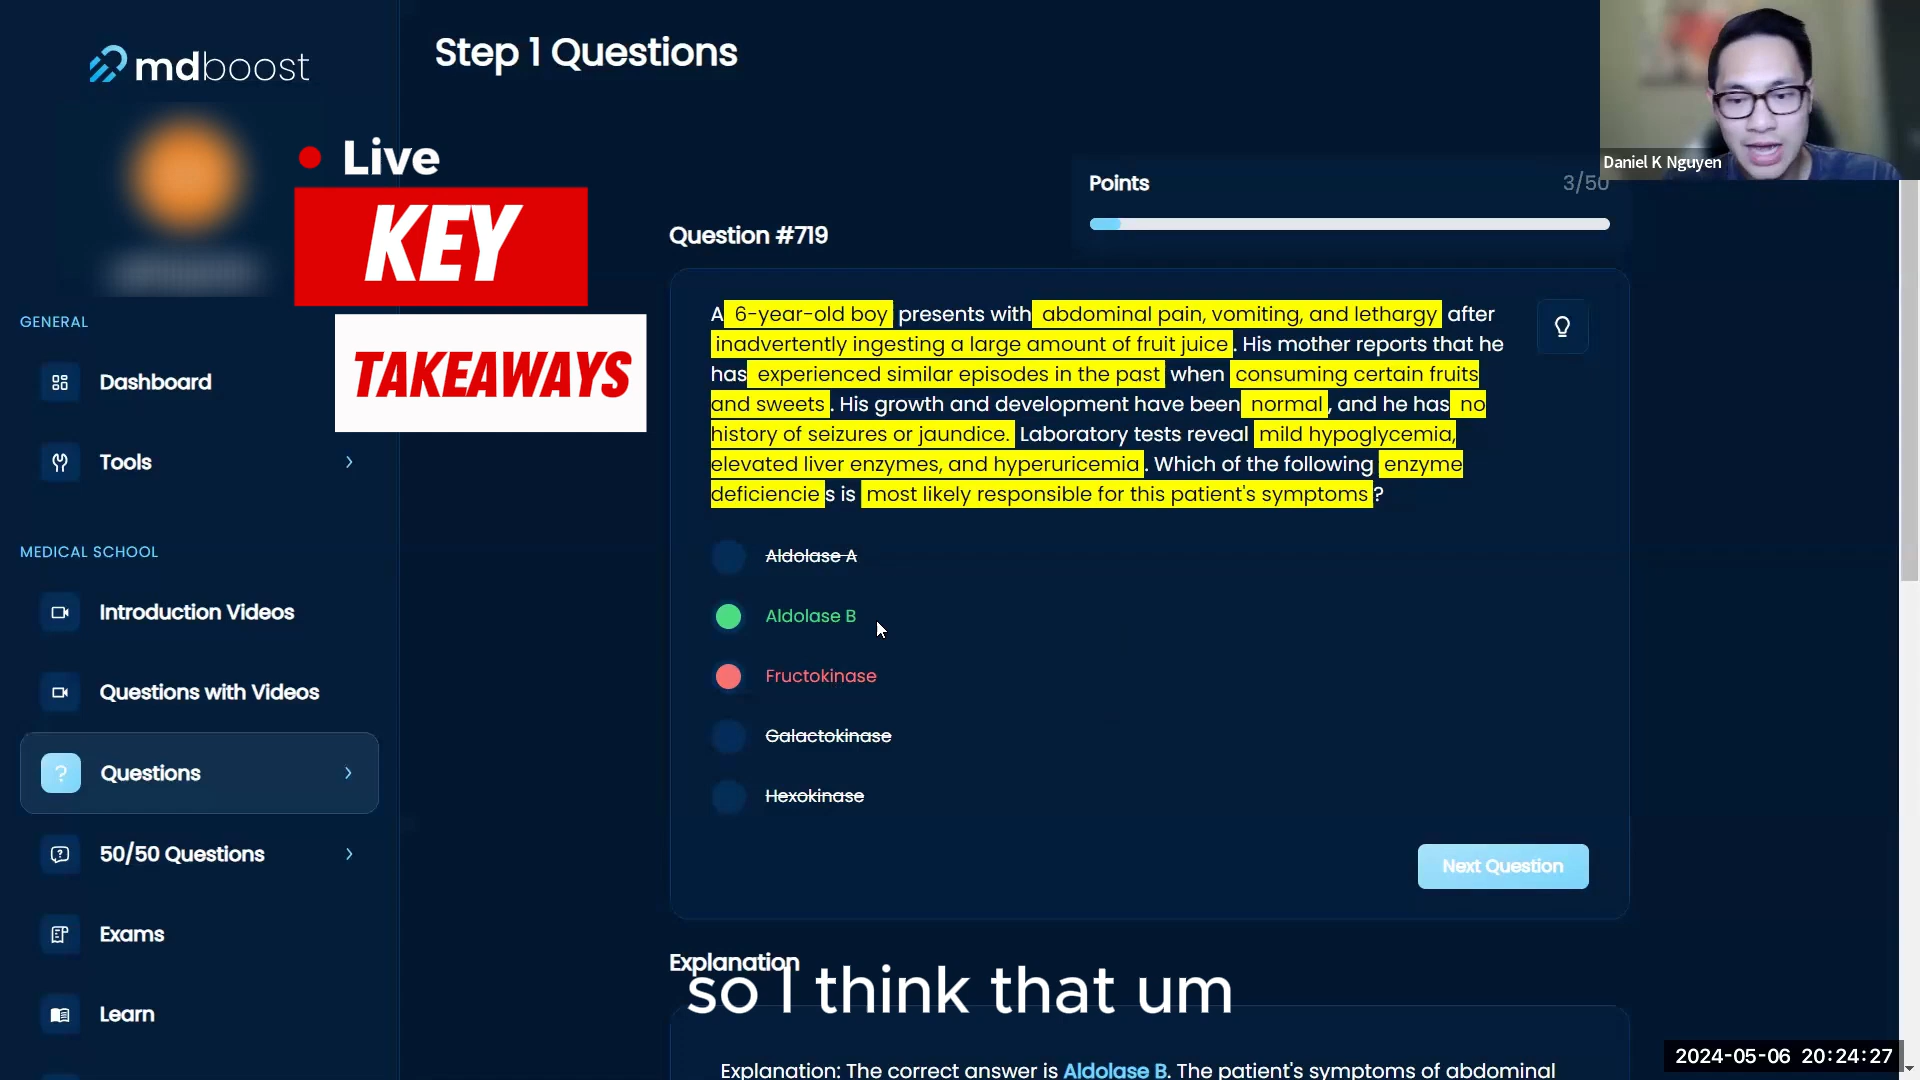 mdboost
Step 1 Questions
Daniel K Nguyen
Live
KEY
TAKEAWAYS
Points
3/50
Question #719
A 6-year-old boy presents with abdominal pain, vomiting, and lethargy after
inadvertently ingesting a large amount of fruit juice. His mother reports that he
has experienced similar episodes in the past when consuming certain fruits
and sweets. His growth and development have been normal, and he has no
history of seizures or jaundice. Laboratory tests reveal mild hypoglycemia,
elevated liver enzymes, and hyperuricemia. Which of the following enzyme
deficiencies is most likely responsible for this patient's symptoms?
Aldolase A
Aldolase B
Fructokinase
Galactokinase
Hexokinase
Next Question
GENERAL
Dashboard
Tools
MEDICAL SCHOOL
Introduction Videos
Questions with Videos
Questions
50/50 Questions
Exams
Learn
Explanation
so I think that um
Explanation: The correct answer is Aldolase B. The patient's symptoms of abdominal
2024-05-06 20:24:27